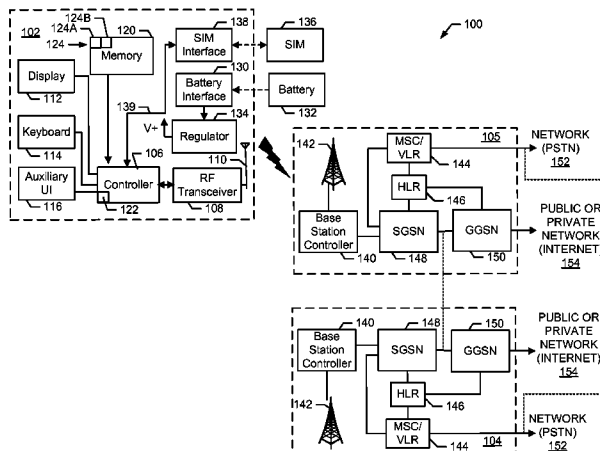 100
102
124B
124A
124
120
Memory
138
SIM
Interface
136
SIM
Display
112
130
Battery
Interface
Battery
132
139
V+
134
Regulator
Keyboard
114
106
110
Auxiliary
UI
116
Controller
122
RF
Transceiver
108
105
142
MSC/
VLR
144
NETWORK
(PSTN)
152
HLR
146
Base
Station
Controller
140
SGSN
148
GGSN
150
PUBLIC OR
PRIVATE
NETWORK
(INTERNET)
154
140
Base
Station
Controller
148
SGSN
150
GGSN
PUBLIC OR
PRIVATE
NETWORK
(INTERNET)
154
142
HLR
146
MSC/
VLR
144
104
NETWORK
(PSTN)
152